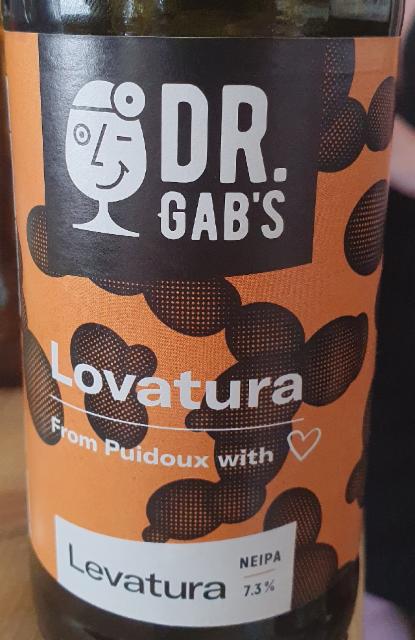 DR.
GAB'S
Lovatura
From Puidoux with ♡
Levatura
NEIPA
7.3%